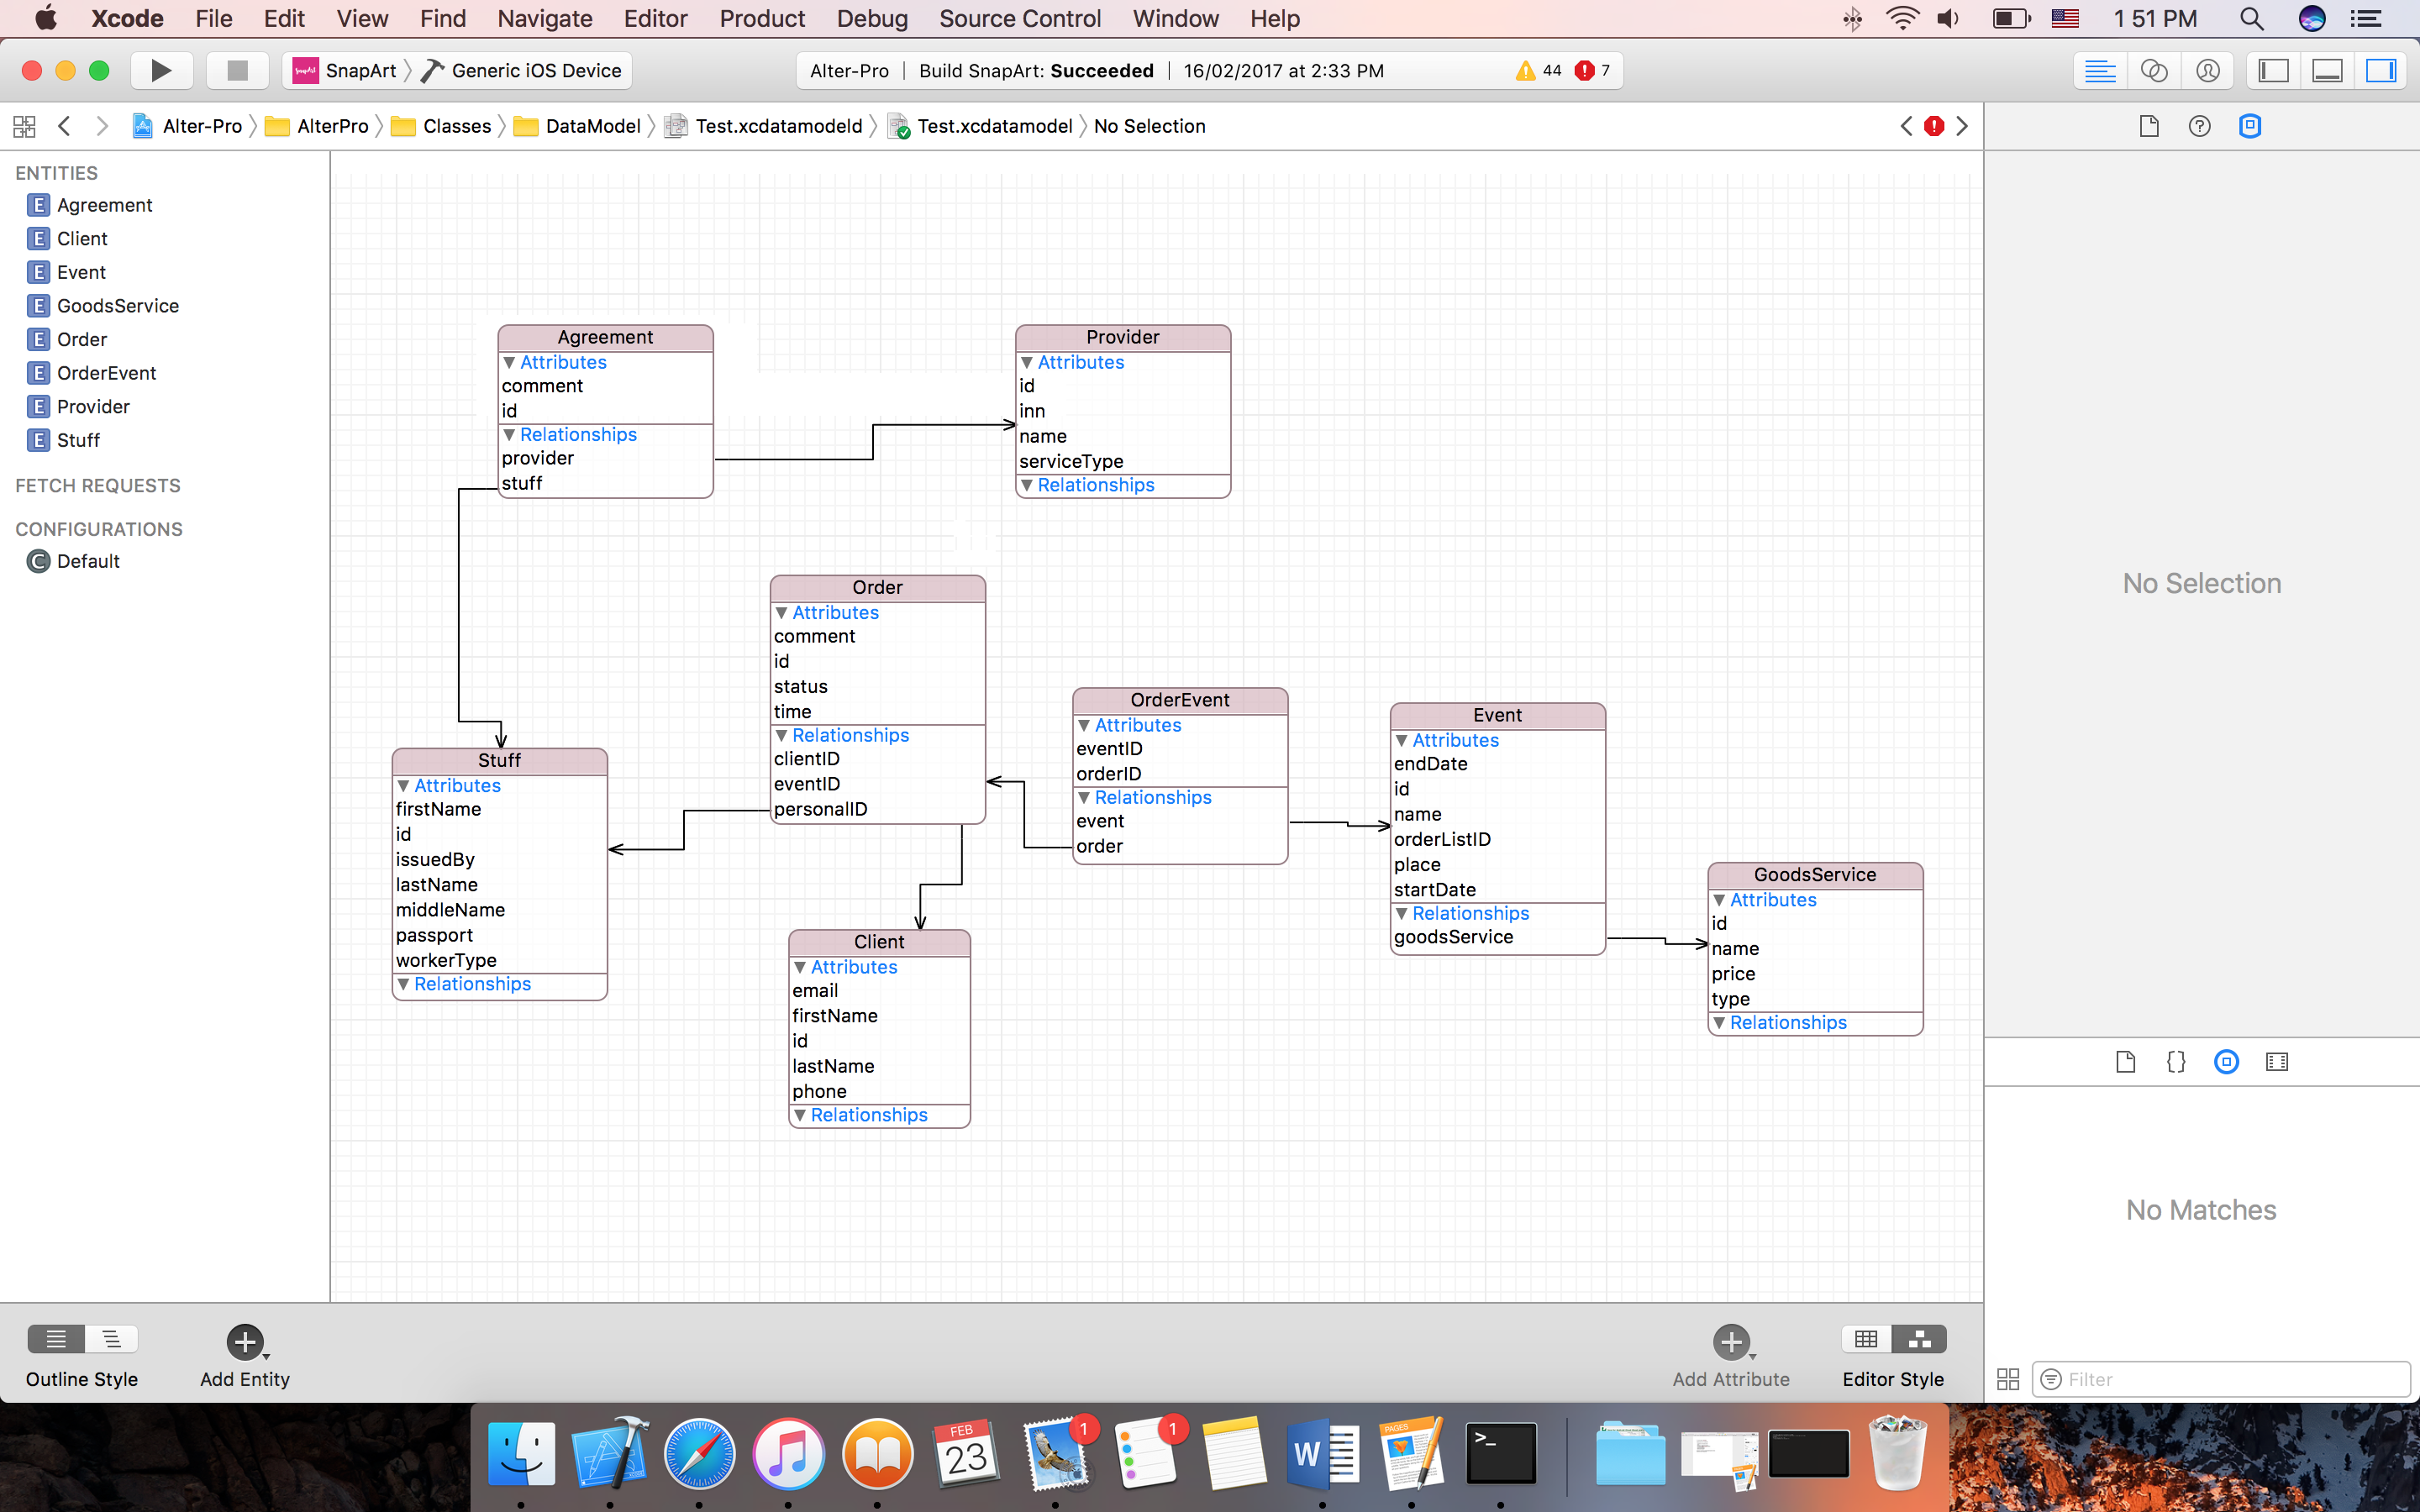 Xcode File Edit View Find Navigate Editor Product Debug Source Control Window Help 1 51 PM
SnapArt Generic iOS Device
Alter-Pro Build SnapArt: Succeeded 16/02/2017 at 2:33 PM 44 7
Alter-Pro AlterPro Classes DataModel Test.xcdatamodeld Test.xcdatamodel No Selection
ENTITIES
E Agreement
E Client
E Event
E GoodsService
E Order
E OrderEvent
E Provider
E Stuff
FETCH REQUESTS
CONFIGURATIONS
C Default
Agreement
Attributes
comment
id
Relationships
provider
stuff
Provider
Attributes
id
inn
name
serviceType
Relationships
Order
Attributes
comment
id
status
time
Relationships
clientID
eventID
personalID
OrderEvent
Attributes
eventID
orderID
Relationships
event
order
Event
Attributes
endDate
id
name
orderListID
place
startDate
Relationships
goodsService
GoodsService
Attributes
id
name
price
type
Relationships
Stuff
Attributes
firstName
id
issuedBy
lastName
middleName
passport
workerType
Relationships
Client
Attributes
email
firstName
id
lastName
phone
Relationships
No Selection
No Matches
Filter
Outline Style
Add Entity
Add Attribute
Editor Style
FEB
23
1
1
W
PAGES
>_